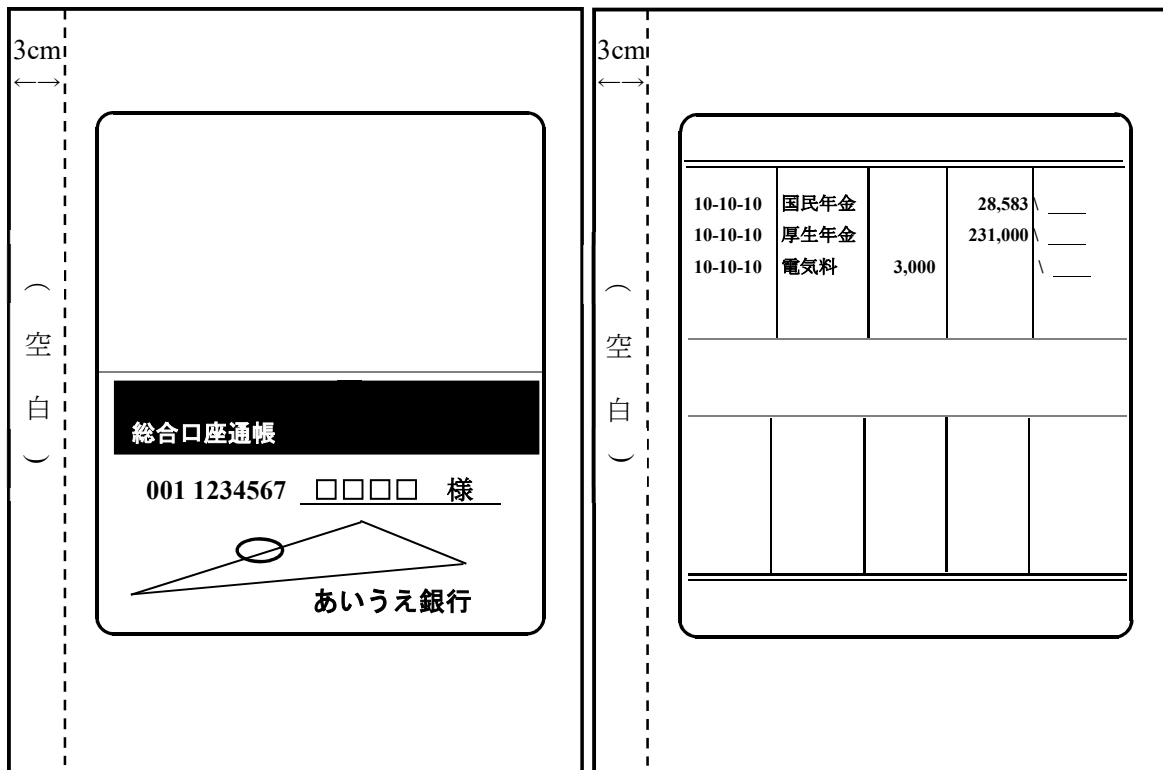 3cm
←→
（空白）
総合口座通帳
001 1234567 □□□□ 様
あいうえ銀行
3cm
←→
（空白）
10-10-10 国民年金 28,583 \
10-10-10 厚生年金 231,000 \
10-10-10 電気料 3,000 \